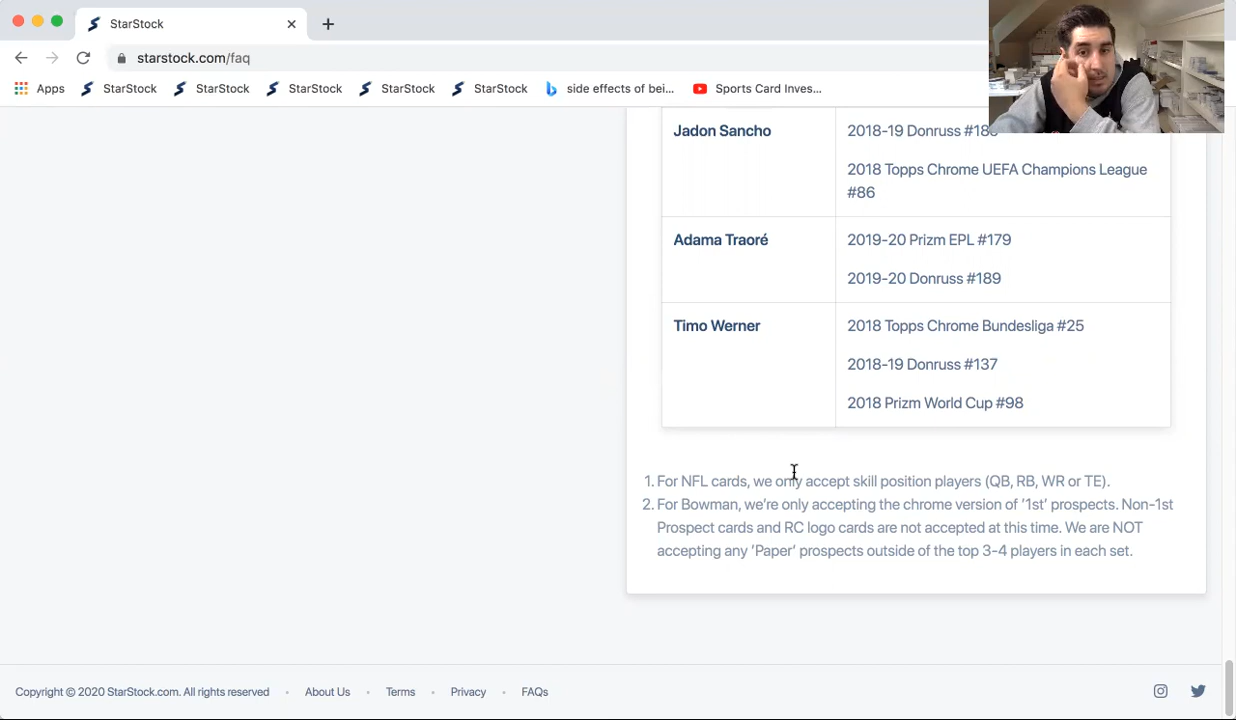 StarStock
starstock.com/faq
Apps
StarStock
StarStock
StarStock
StarStock
StarStock
side effects of bei...
Sports Card Inves...
Jadon Sancho
2018-19 Donruss
2018 Topps Chrome UEFA Champions League
#86
Adama Traoré
2019-20 Prizm EPL #179
2019-20 Donruss #189
Timo Werner
2018 Topps Chrome Bundesliga #25
2018-19 Donruss #137
2018 Prizm World Cup #98
1. For NFL cards, we only accept skill position players (QB, RB, WR or TE).
2. For Bowman, we're only accepting the chrome version of '1st' prospects. Non-1st
Prospect cards and RC logo cards are not accepted at this time. We are NOT
accepting any 'Paper' prospects outside of the top 3-4 players in each set.
Copyright © 2020 StarStock.com. All rights reserved • About Us • Terms • Privacy • FAQs